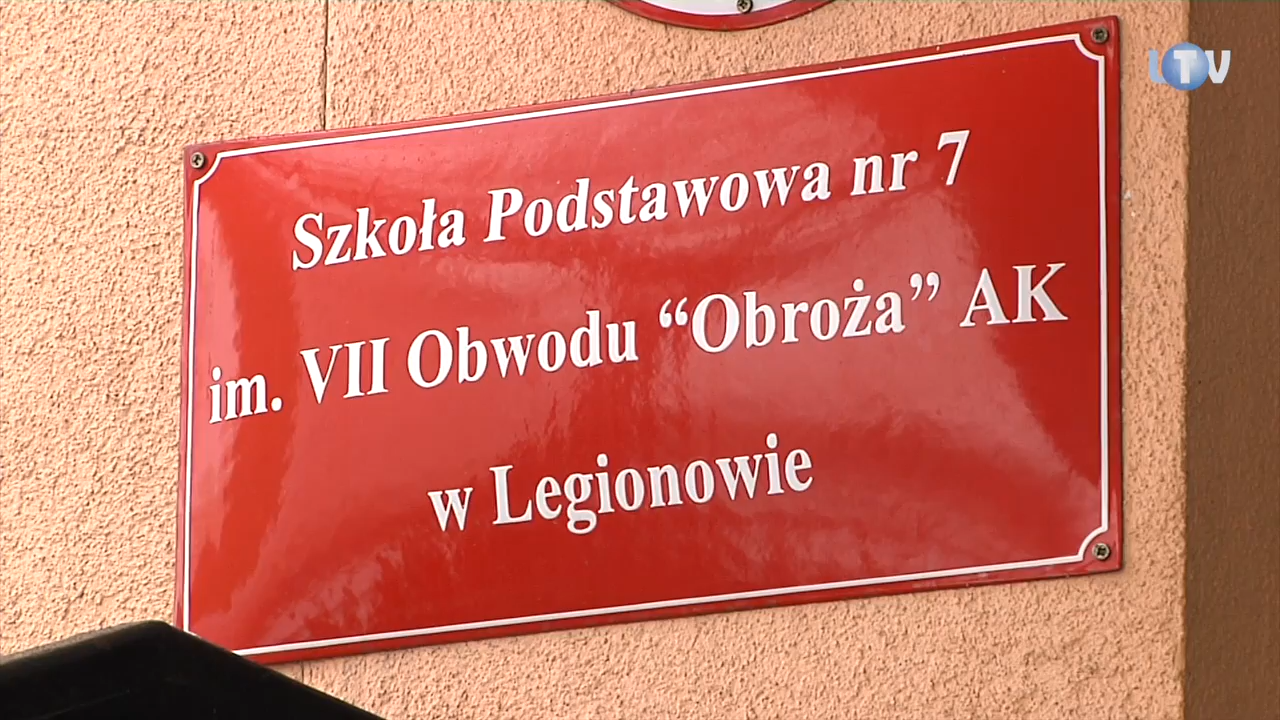 LTV
Szkoła Podstawowa nr 7
im. VII Obwodu “Obroża” AK
w Legionowie